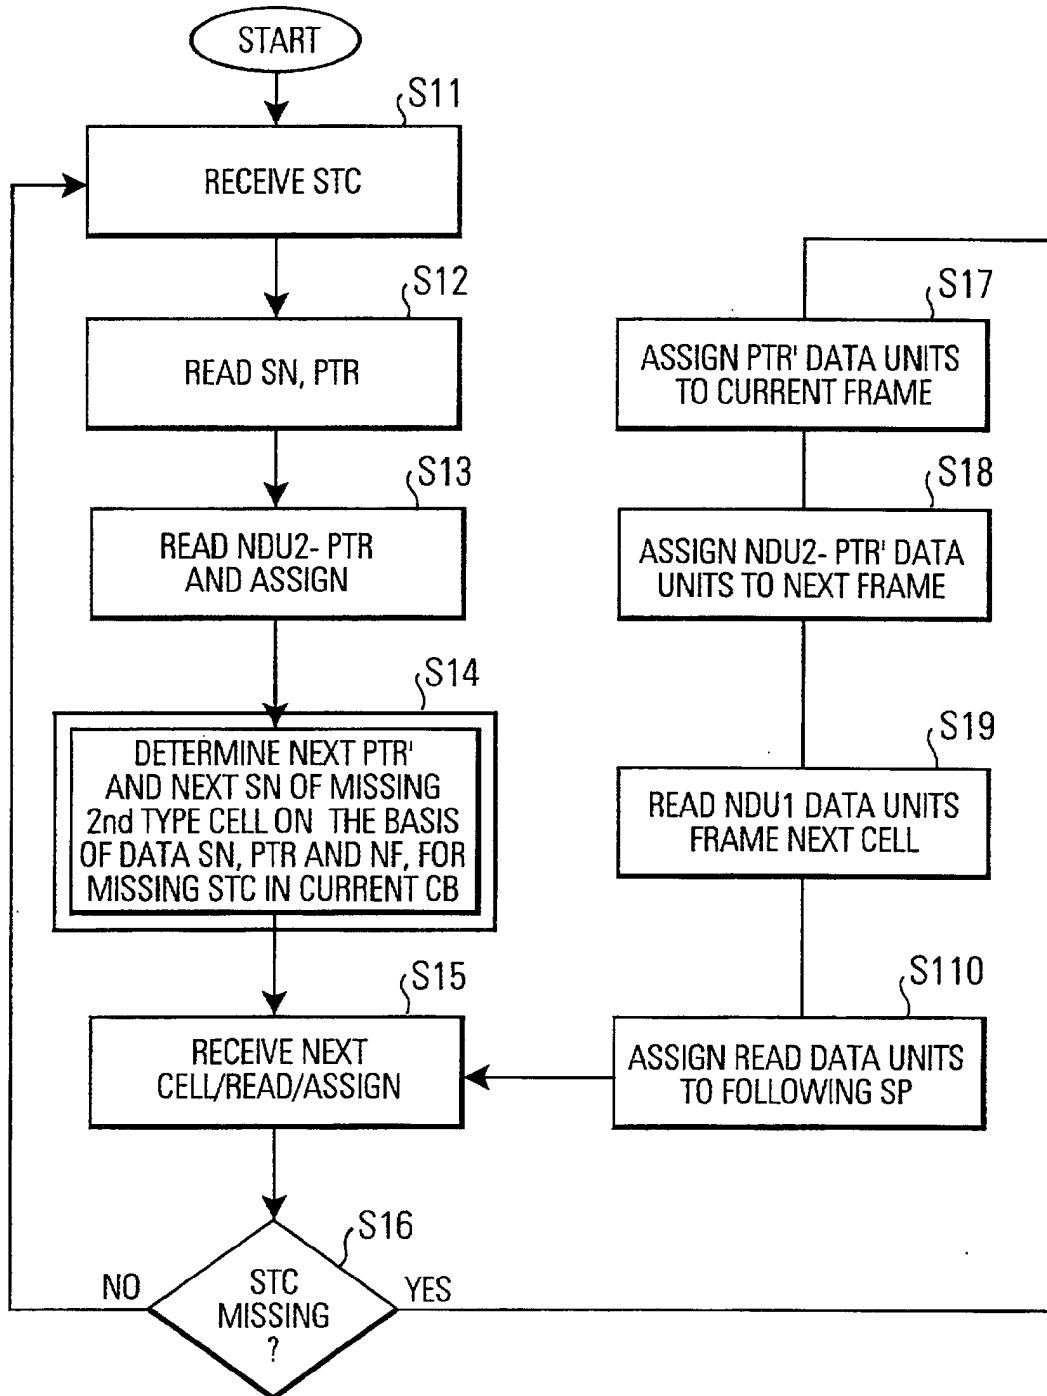 START
S11
RECEIVE STC
S12
READ SN, PTR
S13
READ NDU2- PTR
AND ASSIGN
S14
DETERMINE NEXT PTR'
AND NEXT SN OF MISSING
2nd TYPE CELL ON THE BASIS
OF DATA SN, PTR AND NF, FOR
MISSING STC IN CURRENT CB
S15
RECEIVE NEXT
CELL/READ/ASSIGN
S16
STC
MISSING
?
NO
YES
S17
ASSIGN PTR' DATA UNITS
TO CURRENT FRAME
S18
ASSIGN NDU2- PTR' DATA
UNITS TO NEXT FRAME
S19
READ NDU1 DATA UNITS
FRAME NEXT CELL
S110
ASSIGN READ DATA UNITS
TO FOLLOWING SP